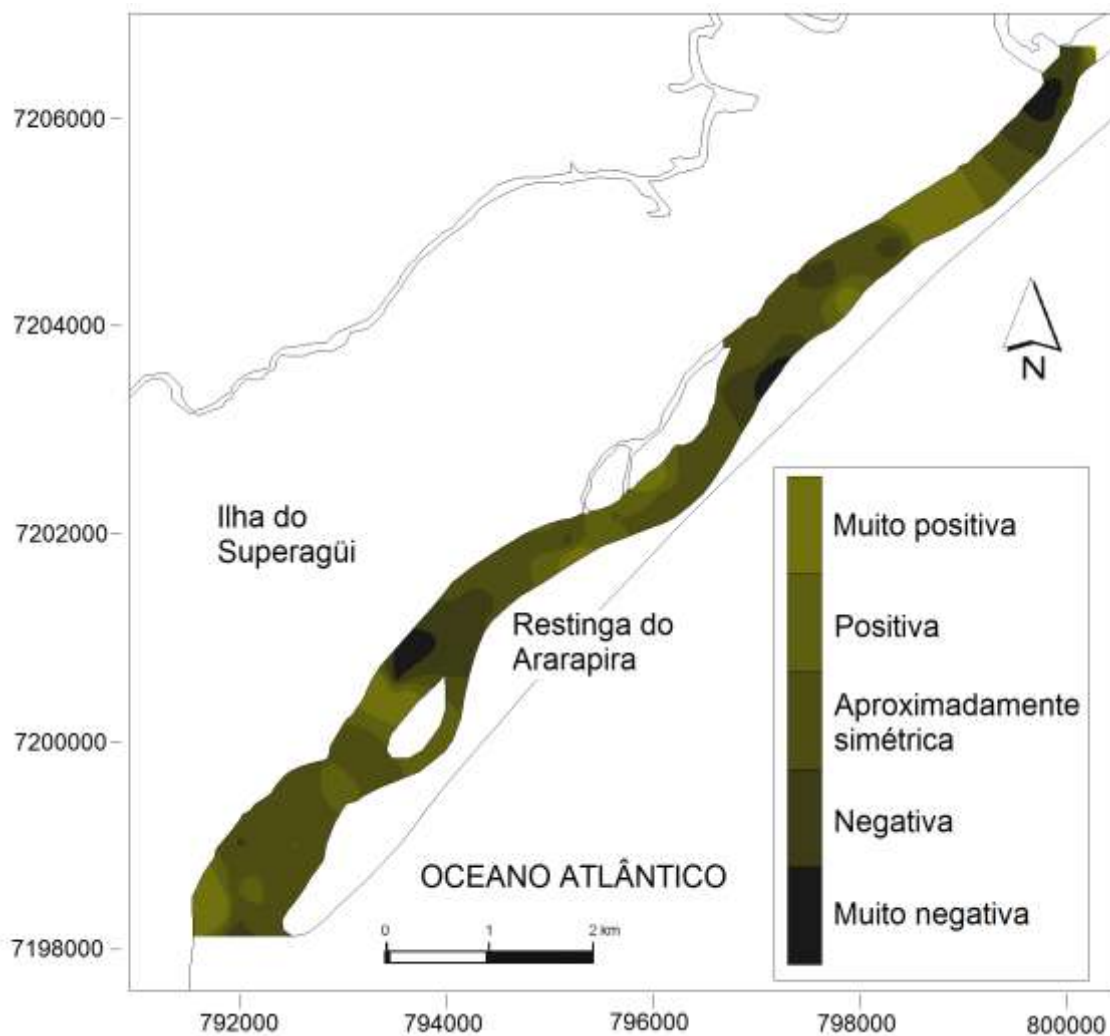 7206000
7204000
7202000
7200000
7198000
792000
794000
796000
798000
800000
N
Ilha do
Superagüi
Restinga do
Ararapira
OCEANO ATLÂNTICO
0
1
2 km
Muito positiva
Positiva
Aproximadamente
simétrica
Negativa
Muito negativa